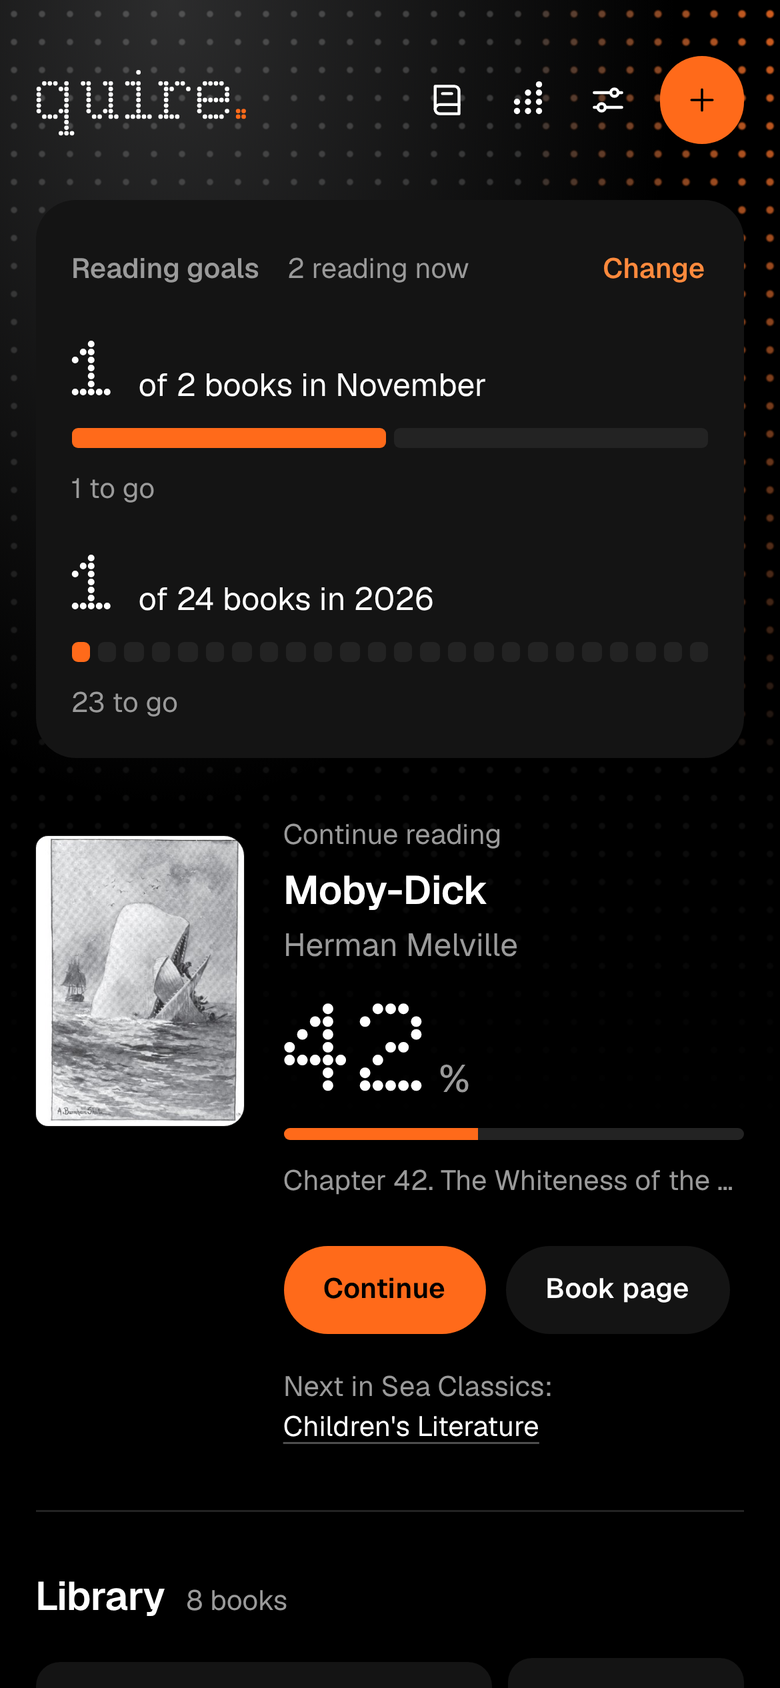 quire.
Reading goals 2 reading now Change
1 of 2 books in November
1 to go
1 of 24 books in 2026
23 to go
Continue reading
Moby-Dick
Herman Melville
42 %
Chapter 42. The Whiteness of the ...
Continue Book page
Next in Sea Classics:
Children's Literature
Library 8 books